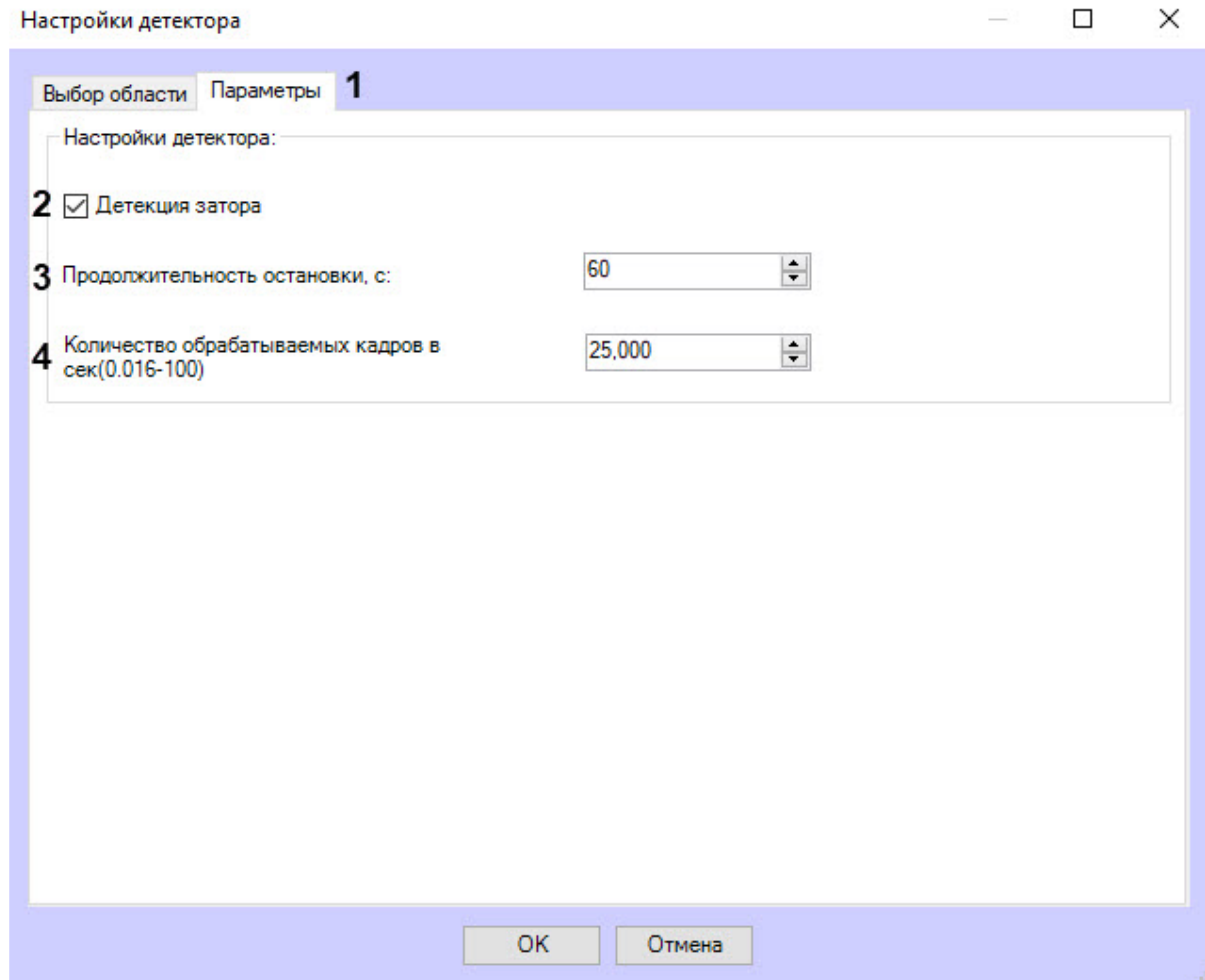 Настройки детектора
Выбор области Параметры 1
Настройки детектора:
2 Детекция затора
3 Продолжительность остановки, с: 60
4 Количество обрабатываемых кадров в
сек(0.016-100) 25,000
OK Отмена